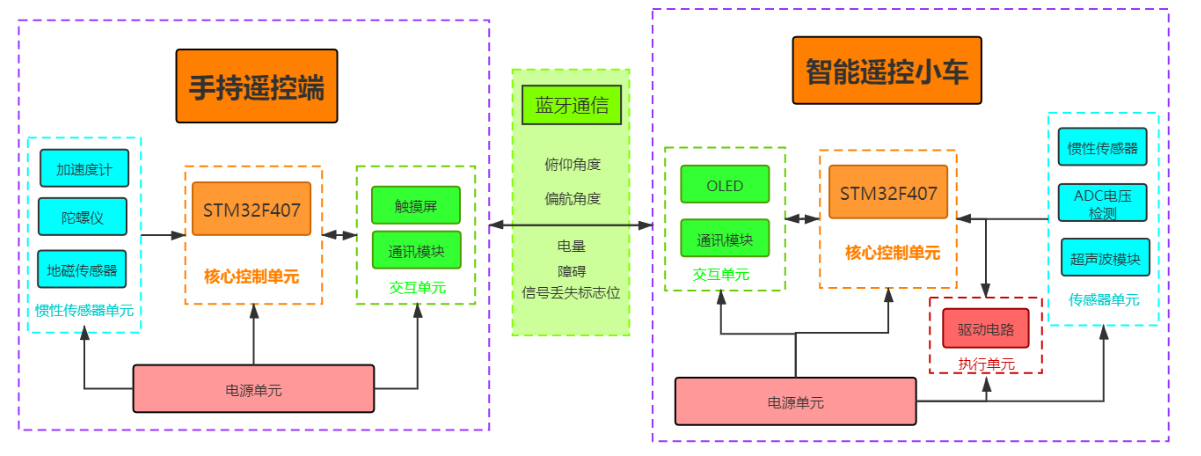 手持遥控端
加速度计
陀螺仪
地磁传感器
惯性传感器单元
STM32F407
核心控制单元
触摸屏
通讯模块
交互单元
电源单元
蓝牙通信
俯仰角度
偏航角度
电量
障碍
信号丢失标志位
智能遥控小车
OLED
通讯模块
交互单元
STM32F407
核心控制单元
惯性传感器
ADC电压
检测
超声波模块
传感器单元
驱动电路
执行单元
电源单元